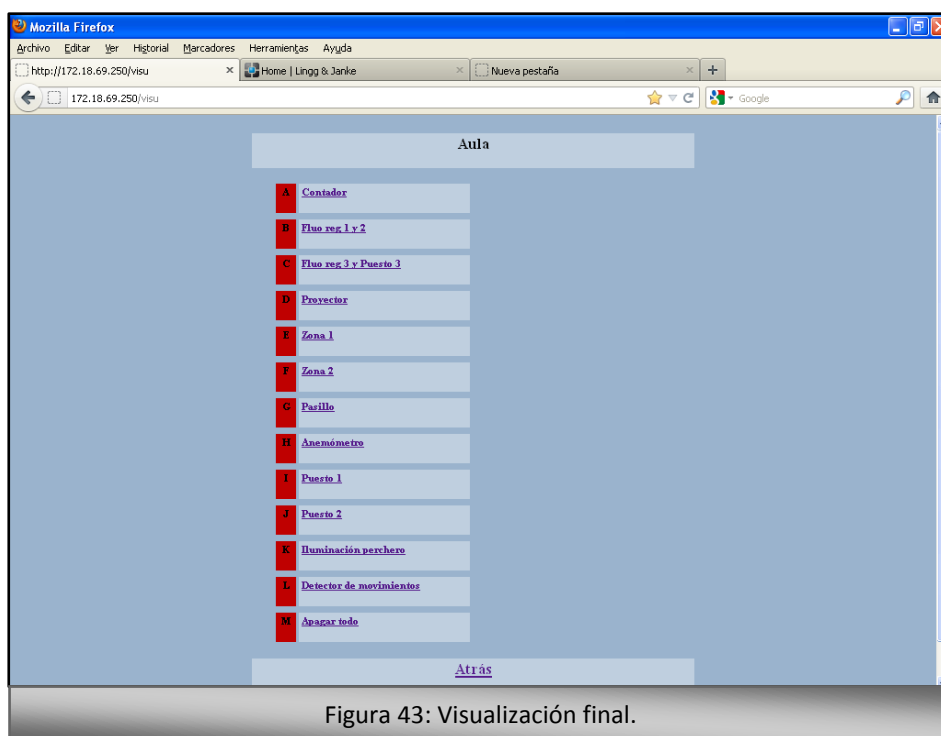 Mozilla Firefox
Archivo Editar Ver Historial Marcadores Herramientas Ayuda
http://172.18.69.250/visu Home | Lingg & Janke Nueva pestaña
172.18.69.250/visu Google
Aula
A Contador
B Fluo reg 1 y 2
C Fluo reg 3 y Puesto 3
D Proyector
E Zona 1
F Zona 2
G Pasillo
H Anemómetro
I Puesto 1
J Puesto 2
K Iluminación perchero
L Detector de movimientos
M Apagar todo
Atrás
Figura 43: Visualización final.